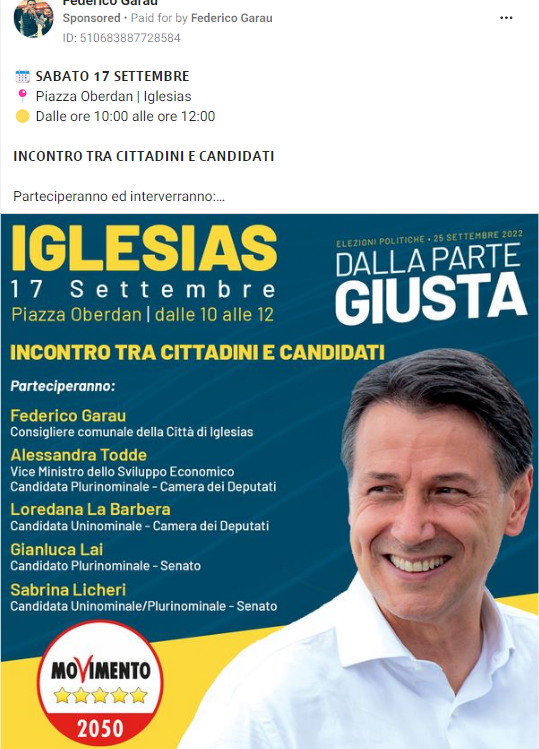 Federico Garau
Sponsored • Paid for by Federico Garau
ID: 510683887728584
SABATO 17 SETTEMBRE
Piazza Oberdan | Iglesias
Dalle ore 10:00 alle ore 12:00
INCONTRO TRA CITTADINI E CANDIDATI
Parteciperanno ed interverranno:...
IGLESIAS
17 Settembre
Piazza Oberdan | dalle 10 alle 12
ELEZIONI POLITICHE • 25 SETTEMBRE 2022
DALLA PARTE
GIUSTA
INCONTRO TRA CITTADINI E CANDIDATI
Parteciperanno:
Federico Garau
Consigliere comunale della Città di Iglesias
Alessandra Todde
Vice Ministro dello Sviluppo Economico
Candidata Plurinominale - Camera dei Deputati
Loredana La Barbera
Candidata Uninominale - Camera dei Deputati
Gianluca Lai
Candidato Plurinominale - Senato
Sabrina Licheri
Candidata Uninominale/Plurinominale - Senato
MOVIMENTO
2050